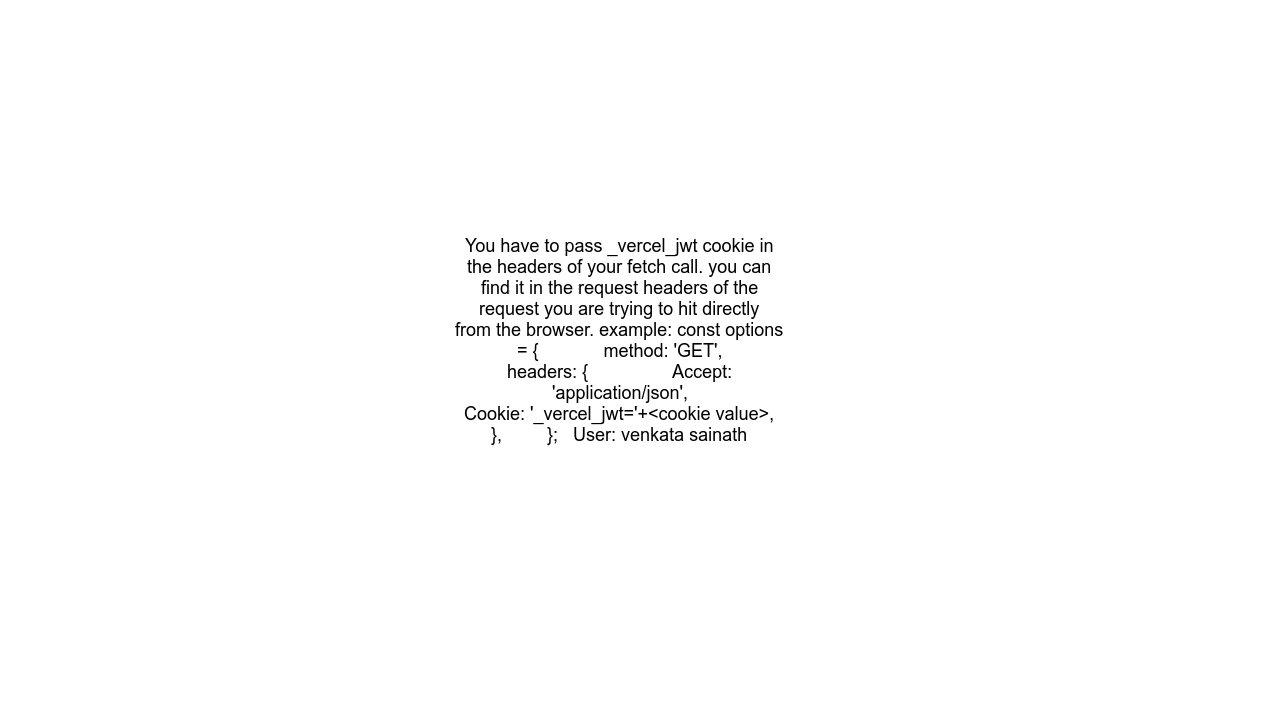 You have to pass _vercel_jwt cookie in
the headers of your fetch call. you can
find it in the request headers of the
request you are trying to hit directly
from the browser. example: const options
= {             method: 'GET',
headers: {                 Accept:
'application/json',
Cookie: '_vercel_jwt='+<cookie value>,
},         };   User: venkata sainath